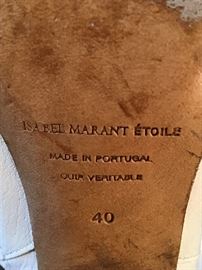 ISABEL MARANT ÉTOILE
MADE IN PORTUGAL
CUIR VERITABLE
40